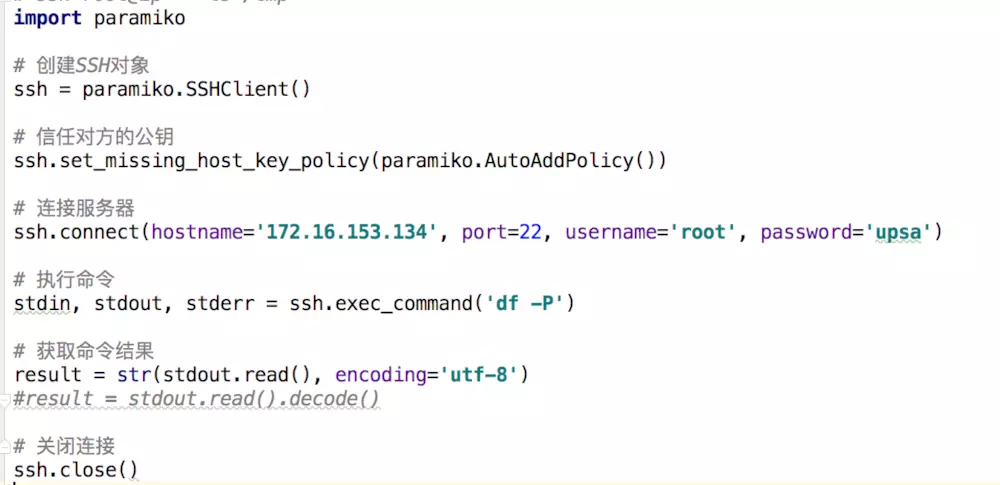 import paramiko
# 创建SSH对象
ssh = paramiko.SSHClient()
# 信任对方的公钥
ssh.set_missing_host_key_policy(paramiko.AutoAddPolicy())
# 连接服务器
ssh.connect(hostname='172.16.153.134', port=22, username='root', password='upsa')
# 执行命令
stdin, stdout, stderr = ssh.exec_command('df -P')
# 获取命令结果
result = str(stdout.read(), encoding='utf-8')
#result = stdout.read().decode()
# 关闭连接
ssh.close()